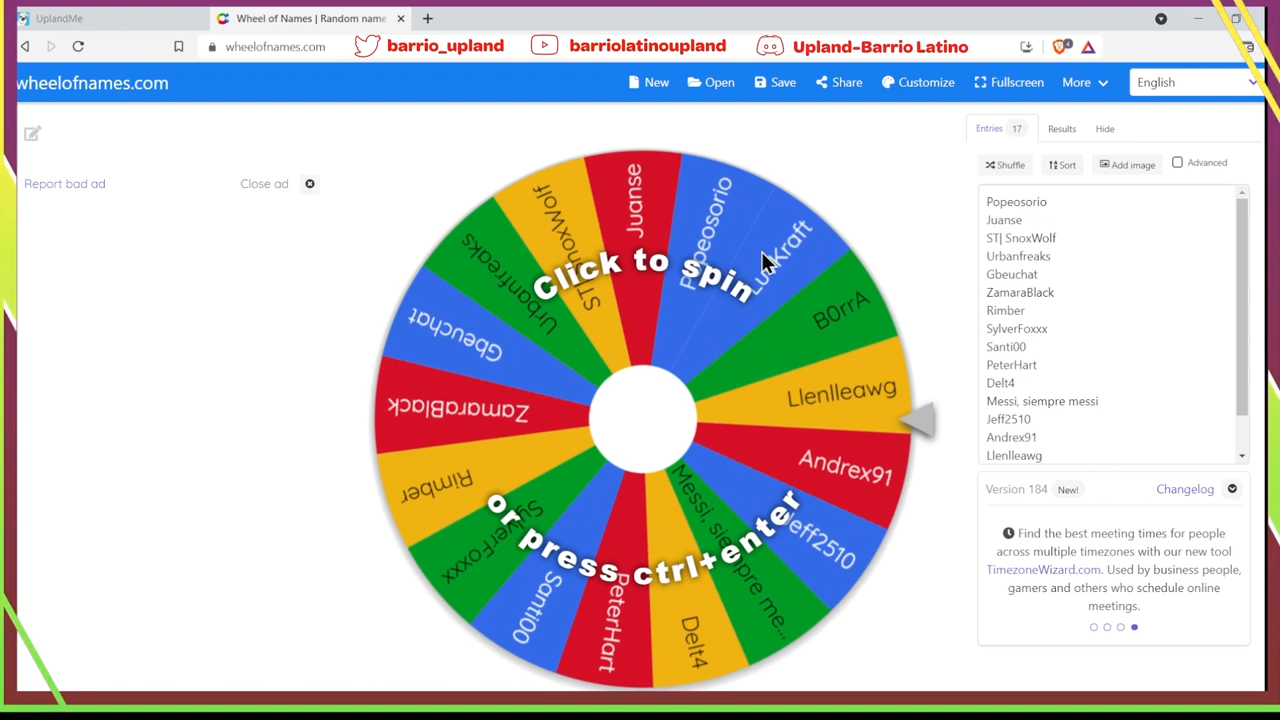 UplandMe
Wheel of Names | Random name
wheelofnames.com
barrio_upland
barriolatinoupland
Upland-Barrio Latino
4
wheelofnames.com
New
Open
Save
Share
Customize
Fullscreen
More
English
Report bad ad
Close ad
Entries 17
Results
Hide
Shuffle
Sort
Add image
Advanced
Popeosorio
Juanse
ST| SnoxWolf
Urbanfreaks
Gbeuchat
ZamaraBlack
Rimber
SylverFoxxx
Santi00
PeterHart
Delt4
Messi, siempre messi
Jeff2510
Andrex91
Llenlleawg
Click to spin
or press ctrl+enter
Juanse
Popeosorio
B0rrA
Llenlleawg
Andrex91
Jeff2510
Messi, siempre me...
Delt4
PeterHart
Santi00
SylverFoxxx
Rimber
ZamaraBlack
Gbeuchat
Urbanfreaks
ST| SnoxWolf
Version 184
New!
Changelog
Find the best meeting times for people
across multiple timezones with our new tool
TimezoneWizard.com. Used by business people,
gamers and others who schedule online
meetings.